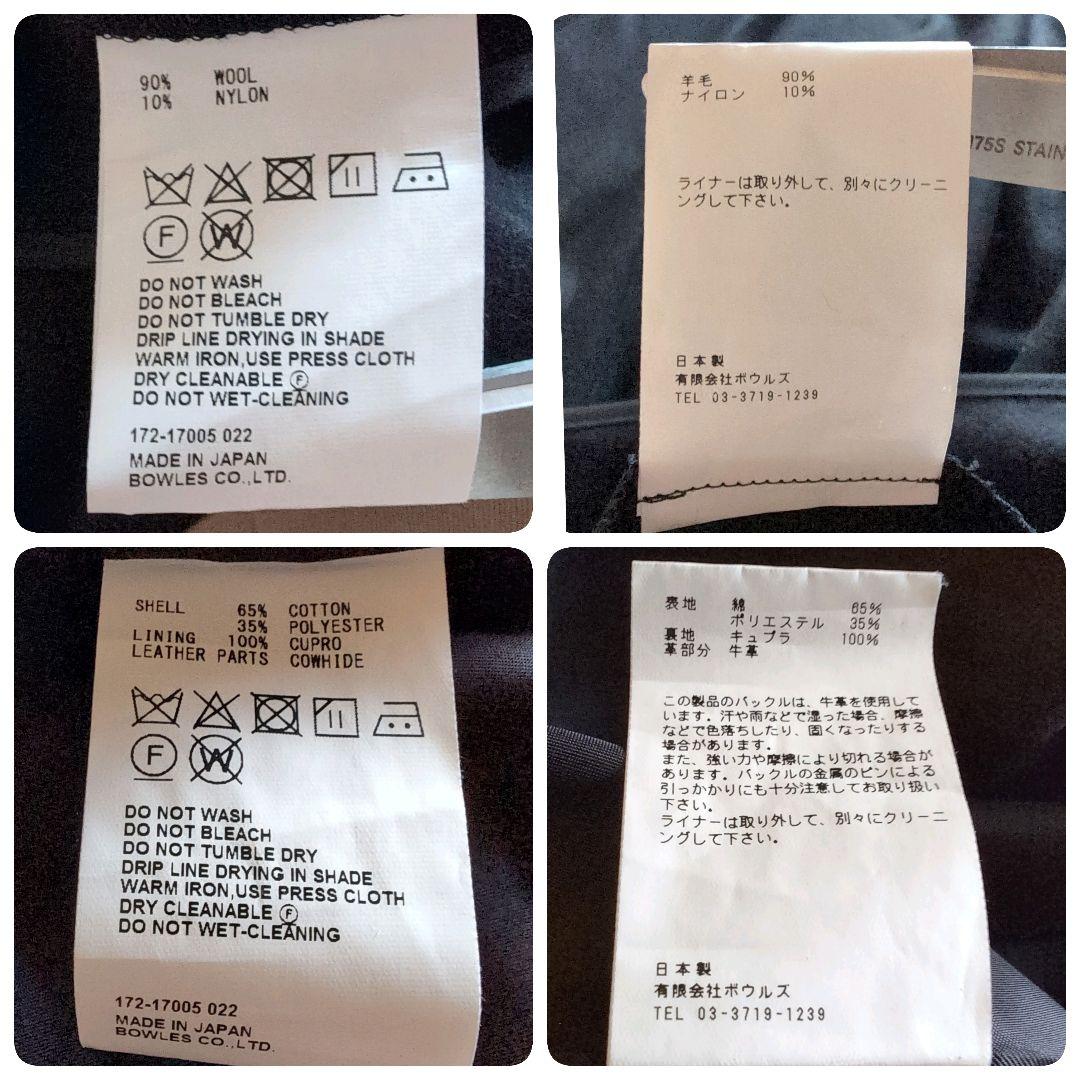 90% WOOL
10% NYLON
F W
DO NOT WASH
DO NOT BLEACH
DO NOT TUMBLE DRY
DRIP LINE DRYING IN SHADE
WARM IRON,USE PRESS CLOTH
DRY CLEANABLE Ⓕ
DO NOT WET-CLEANING
172-17005 022
MADE IN JAPAN
BOWLES CO.,LTD.
羊毛 90%
ナイロン 10%
ライナーは取り外して、別々にクリーニ
ングして下さい。
日本製
有限会社ボウルズ
TEL 03-3719-1239
175S STAIN
SHELL 65% COTTON
35% POLYESTER
LINING 100% CUPRO
LEATHER PARTS COWHIDE
F W
DO NOT WASH
DO NOT BLEACH
DO NOT TUMBLE DRY
DRIP LINE DRYING IN SHADE
WARM IRON,USE PRESS CLOTH
DRY CLEANABLE Ⓕ
DO NOT WET-CLEANING
172-17005 022
MADE IN JAPAN
BOWLES CO.,LTD.
表地 綿 65%
ポリエステル 35%
裏地 キュプラ 100%
革部分 牛革
この製品のバックルは、牛革を使用して
います。汗や雨などで湿った場合、摩擦
などで色落ちしたり、固くなったりする
場合があります。
また、強い力や摩擦により切れる場合が
あります。バックルの金属のピンによる
引っかかりにも十分注意してお取り扱い
下さい。
ライナーは取り外して、別々にクリーニ
ングして下さい。
日本製
有限会社ボウルズ
TEL 03-3719-1239